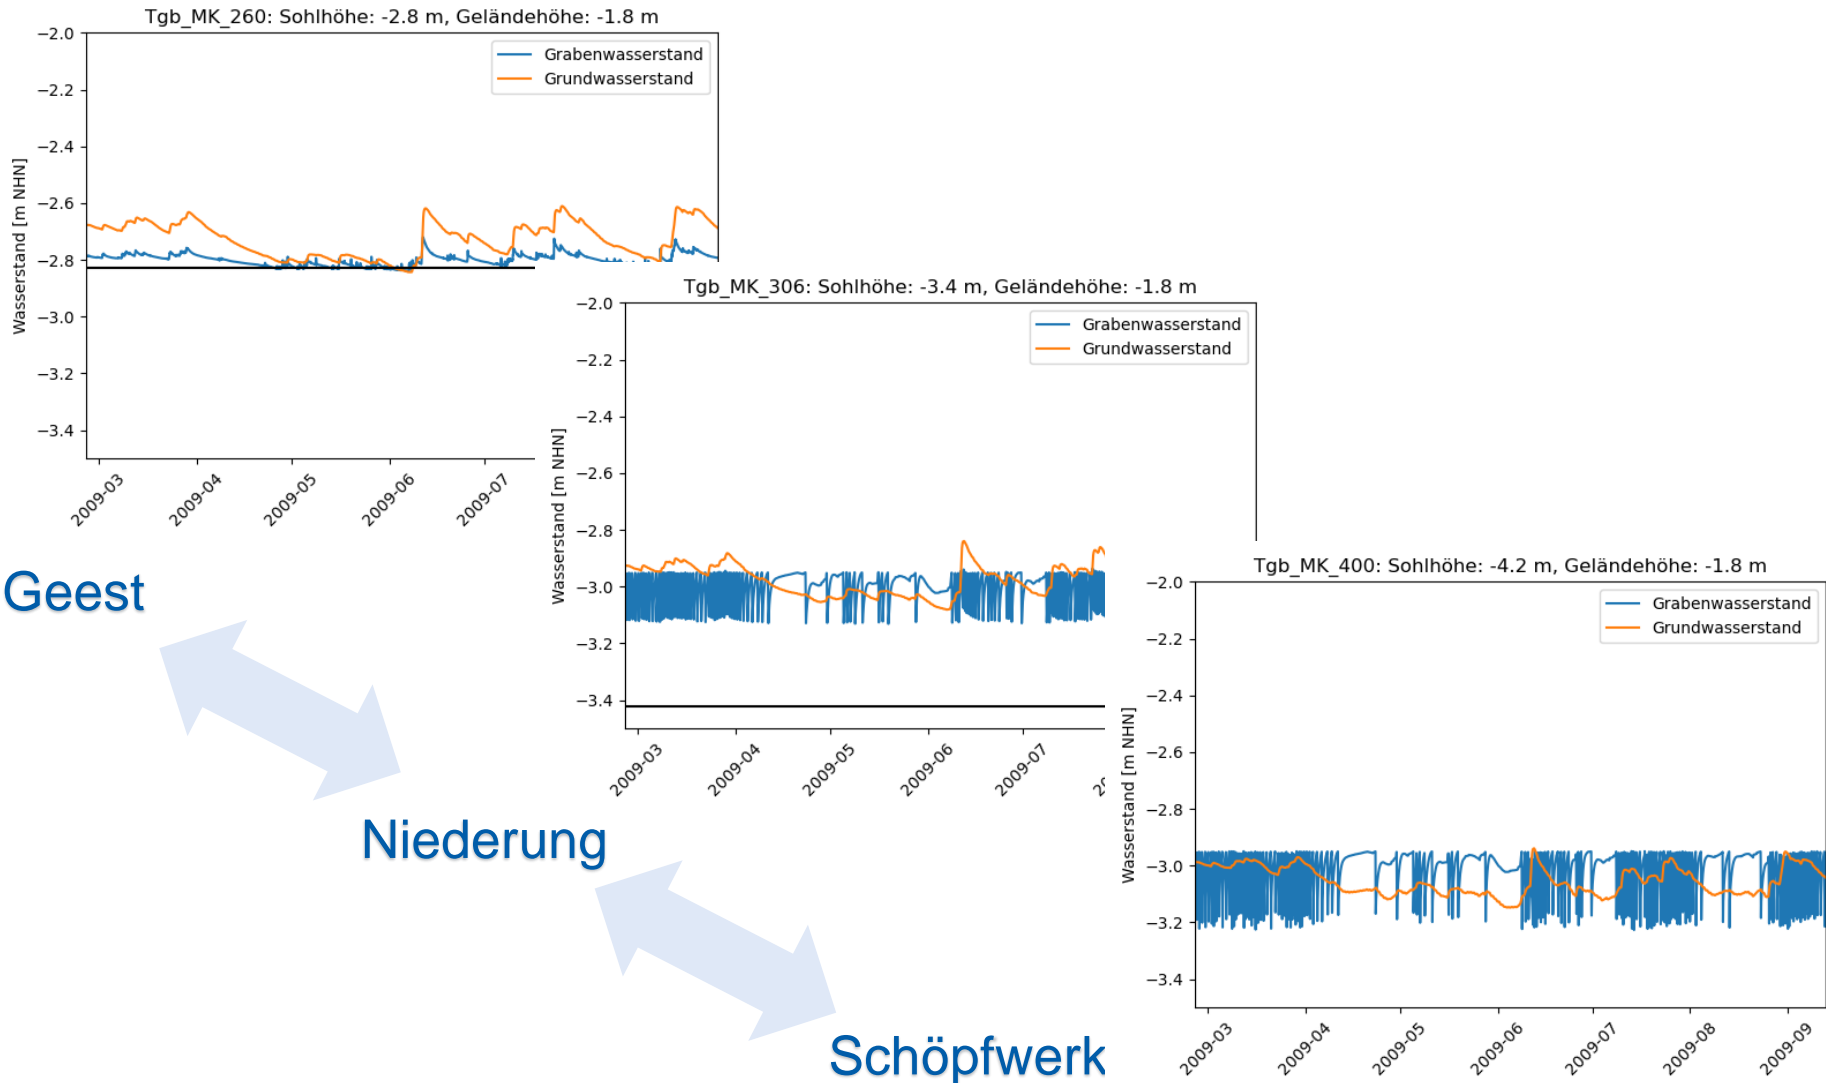 Tgb_MK_260: Sohlhöhe: -2.8 m, Geländehöhe: -1.8 m
Grabenwasserstand
Grundwasserstand
Wasserstand [m NHN]
−2.0
−2.2
−2.4
−2.6
−2.8
−3.0
−3.2
−3.4
2009-03
2009-04
2009-05
2009-06
2009-07
Tgb_MK_306: Sohlhöhe: -3.4 m, Geländehöhe: -1.8 m
Grabenwasserstand
Grundwasserstand
Wasserstand [m NHN]
−2.0
−2.2
−2.4
−2.6
−2.8
−3.0
−3.2
−3.4
2009-03
2009-04
2009-05
2009-06
2009-07
Tgb_MK_400: Sohlhöhe: -4.2 m, Geländehöhe: -1.8 m
Grabenwasserstand
Grundwasserstand
Wasserstand [m NHN]
−2.0
−2.2
−2.4
−2.6
−2.8
−3.0
−3.2
−3.4
2009-03
2009-04
2009-05
2009-06
2009-07
2009-08
2009-09
Geest
Niederung
Schöpfwerk